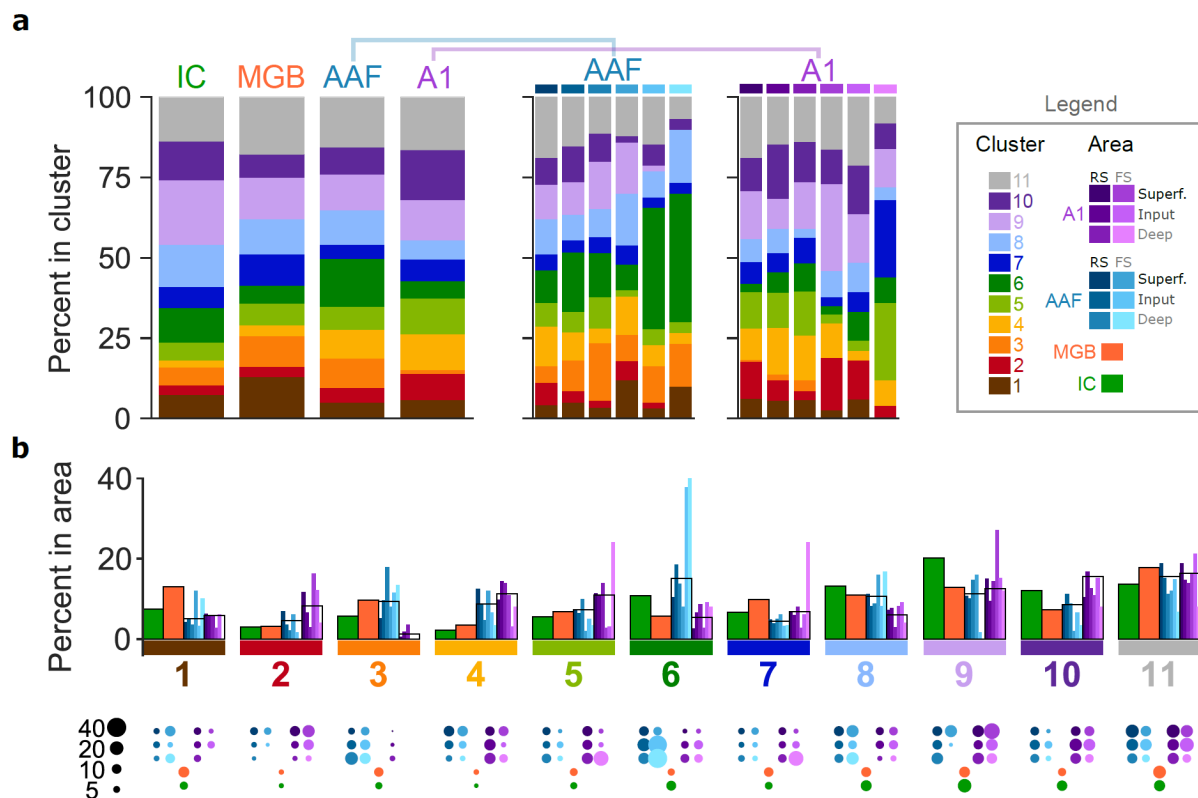 a
IC MGB AAF A1 AAF A1
Percent in cluster
100
75
50
25
0
Legend
Cluster Area
11
10
9
8
7
6
5
4
3
2
1
RS FS
A1
Superf.
Input
Deep
RS FS
AAF
Superf.
Input
Deep
MGB
IC
b
Percent in area
40
20
0
1 2 3 4 5 6 7 8 9 10 11
40
20
10
5